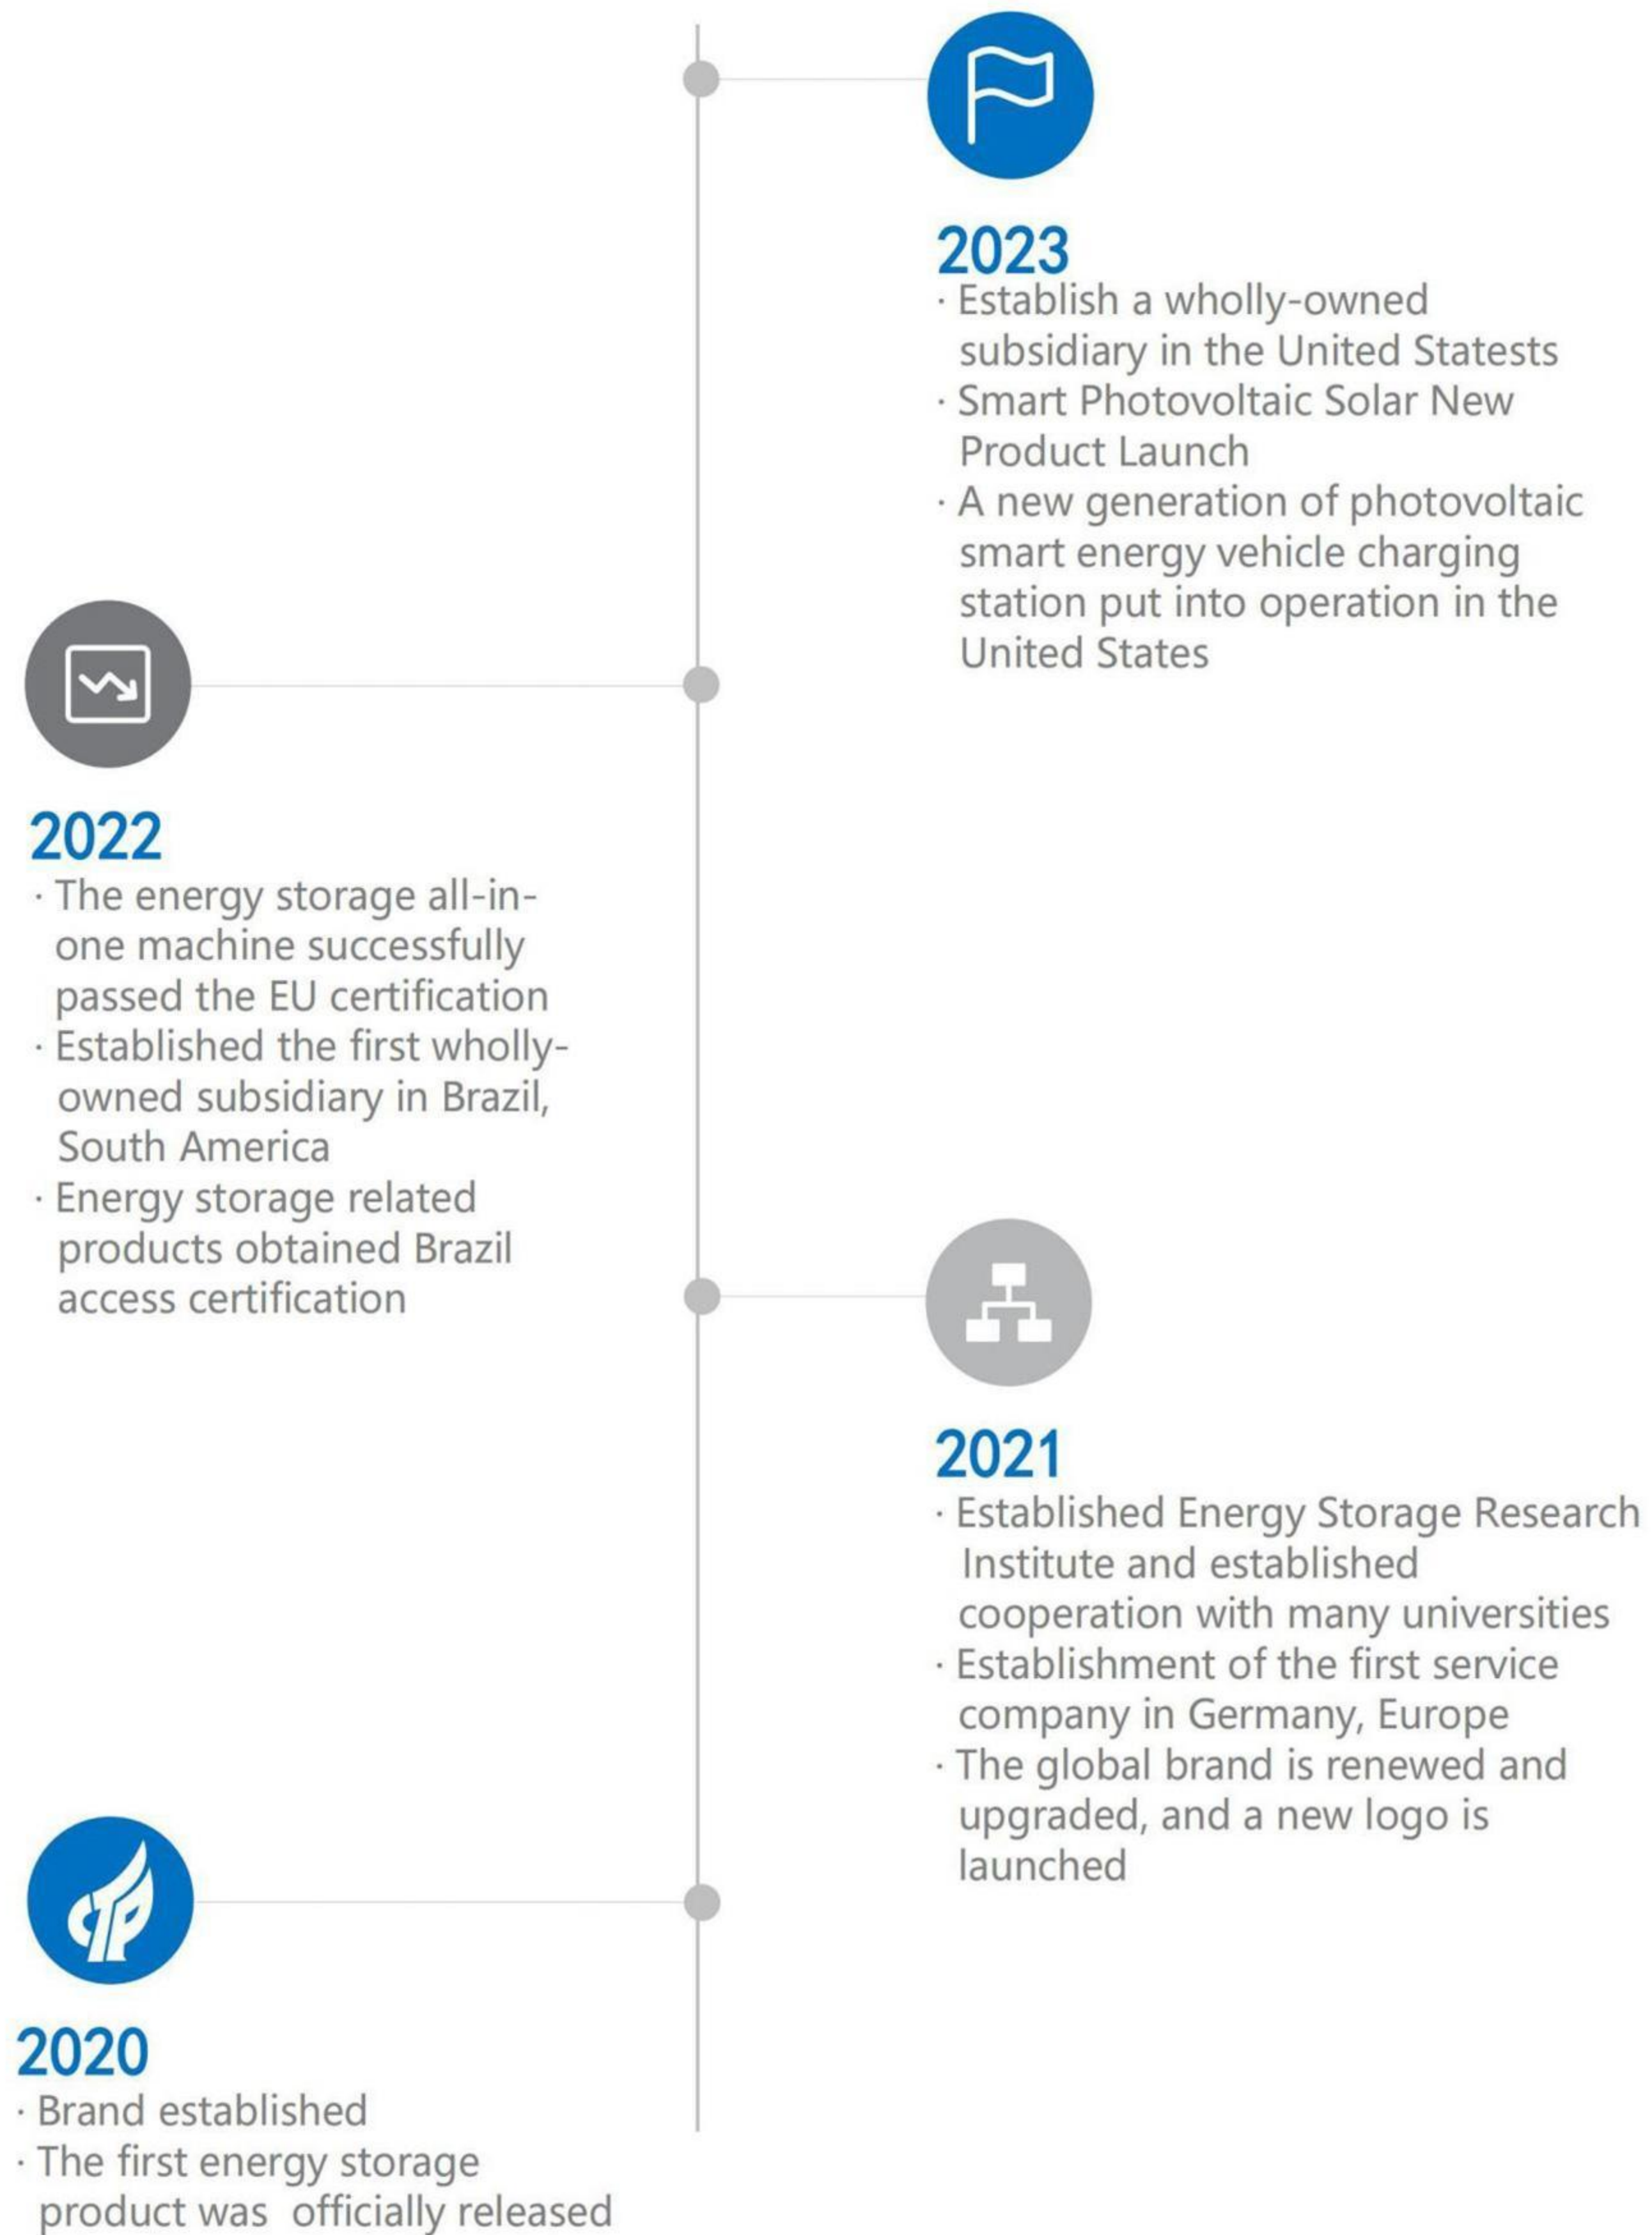 2023
· Establish a wholly-owned
subsidiary in the United Statests
· Smart Photovoltaic Solar New
Product Launch
· A new generation of photovoltaic
smart energy vehicle charging
station put into operation in the
United States
2022
· The energy storage all-in-
one machine successfully
passed the EU certification
· Established the first wholly-
owned subsidiary in Brazil,
South America
· Energy storage related
products obtained Brazil
access certification
2021
· Established Energy Storage Research
Institute and established
cooperation with many universities
· Establishment of the first service
company in Germany, Europe
· The global brand is renewed and
upgraded, and a new logo is
launched
2020
· Brand established
· The first energy storage
product was officially released